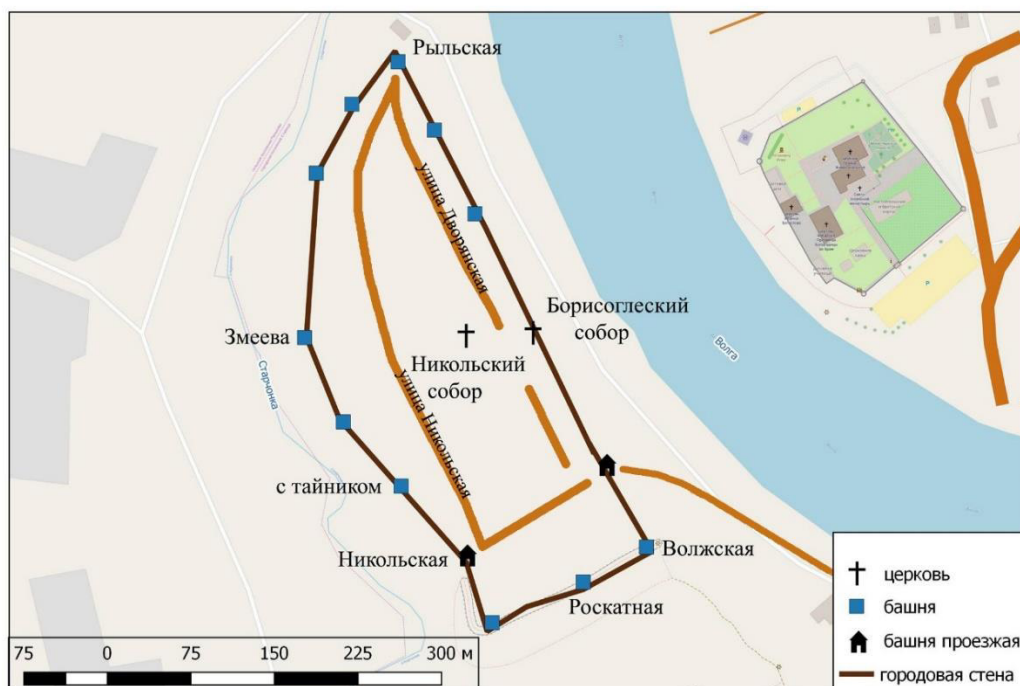 Рыльская
улица Дворянская
Борисоглеский
собор
Змеева
Никольский
собор
Волга
Старчонка
улица Никольская
с тайником
Никольская
Волжская
Роскатная
церковь
башня
башня проезжая
городовая стена
75 0 75 150 225 300 м